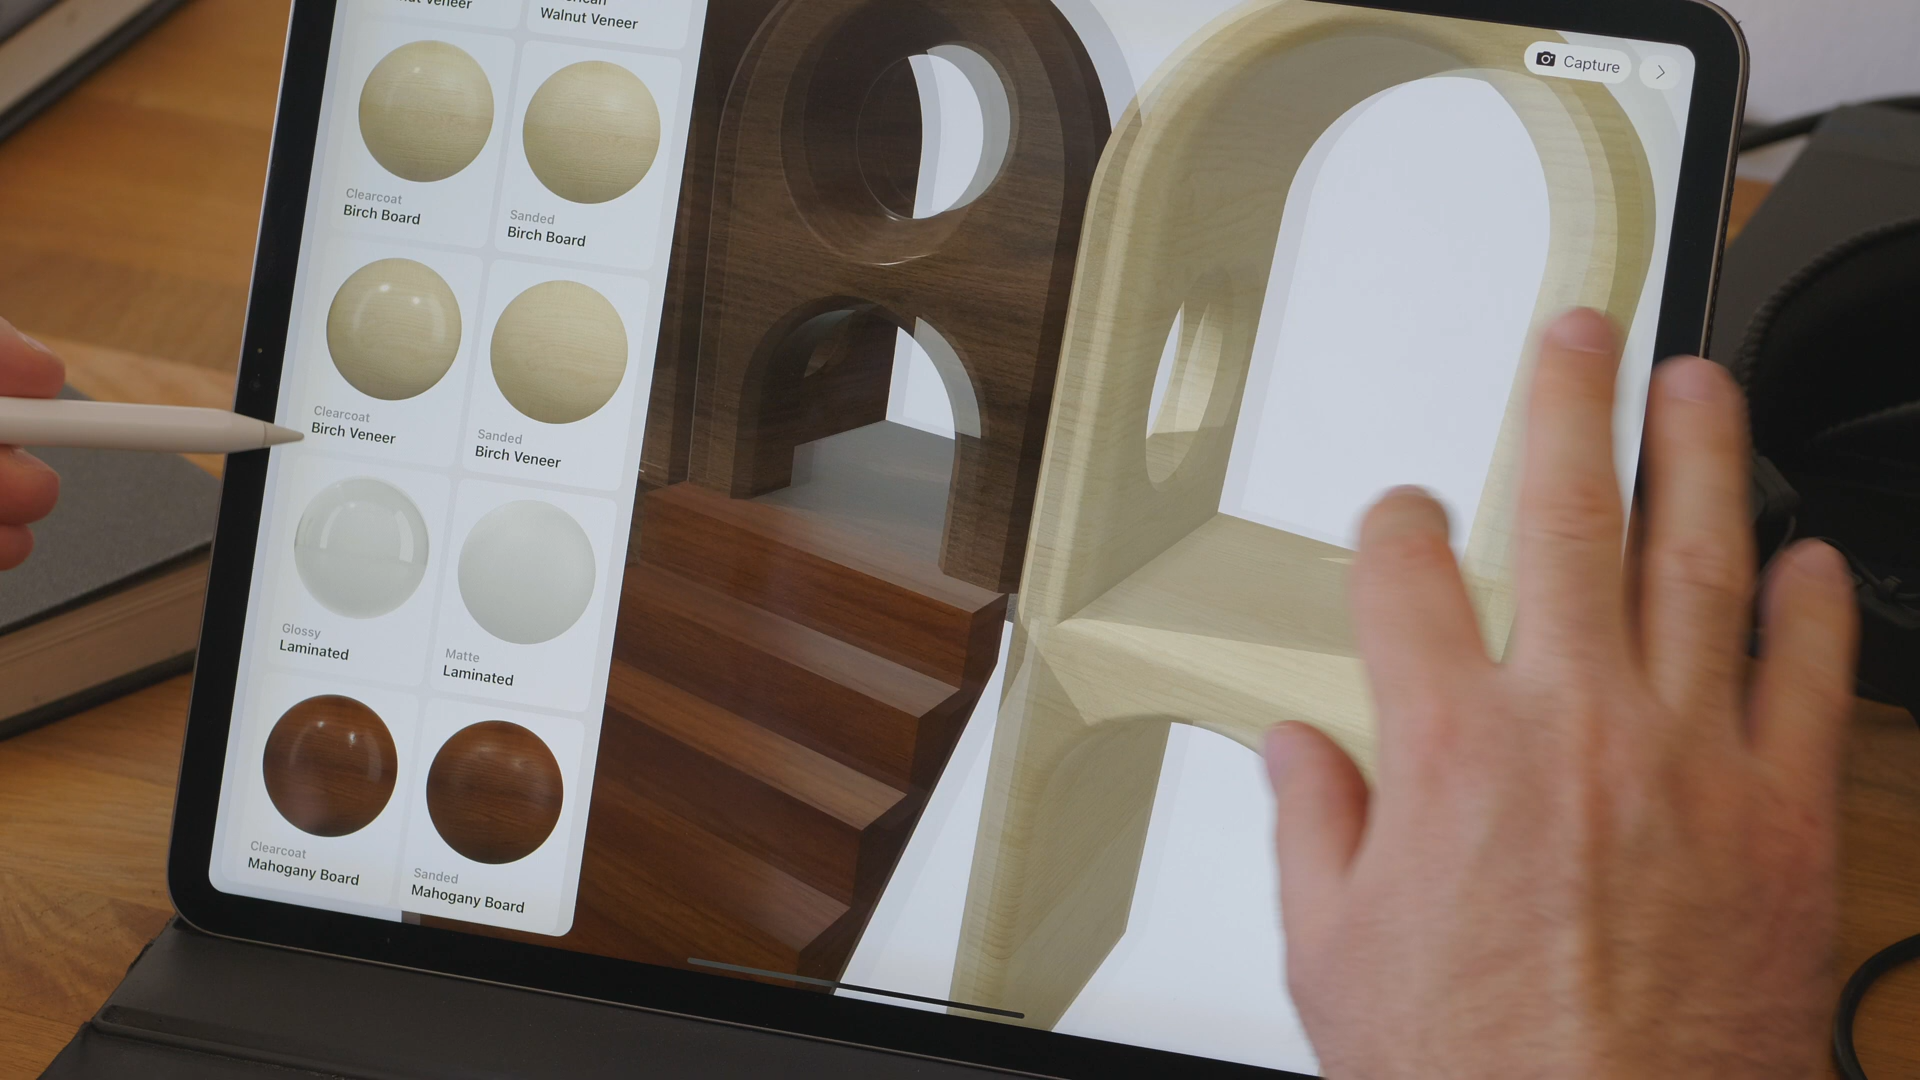 Veneer
Walnut Veneer
Capture
Clearcoat
Birch Board
Sanded
Birch Board
Clearcoat
Birch Veneer
Sanded
Birch Veneer
Glossy
Laminated
Matte
Laminated
Clearcoat
Mahogany Board
Sanded
Mahogany Board